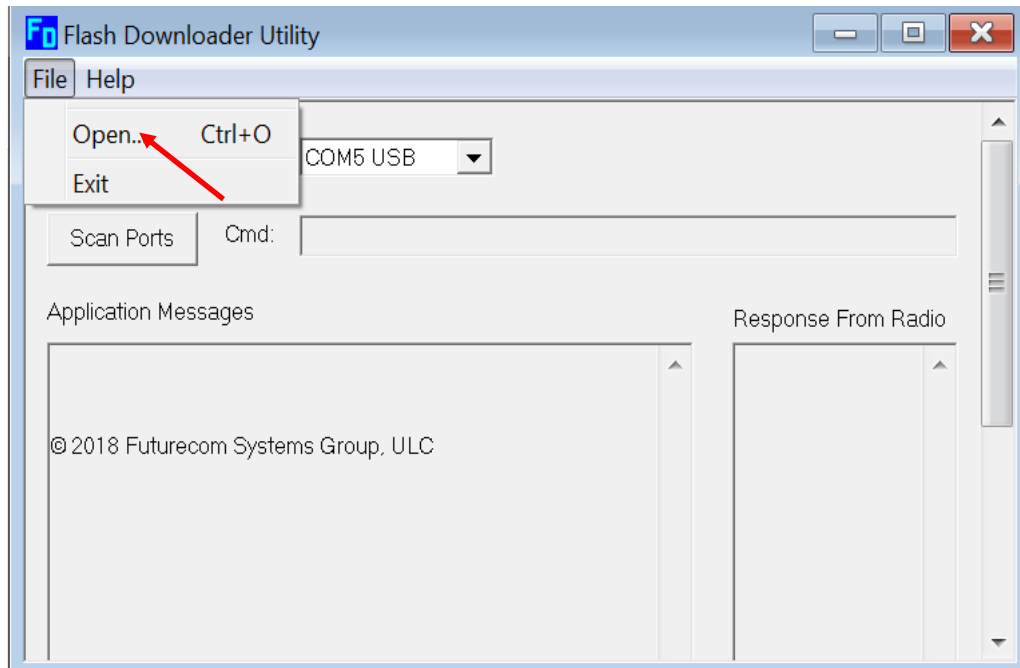 FD Flash Downloader Utility
File Help
Open... Ctrl+O
Exit
COM5 USB
Scan Ports Cmd:
Application Messages
Response From Radio
© 2018 Futurecom Systems Group, ULC